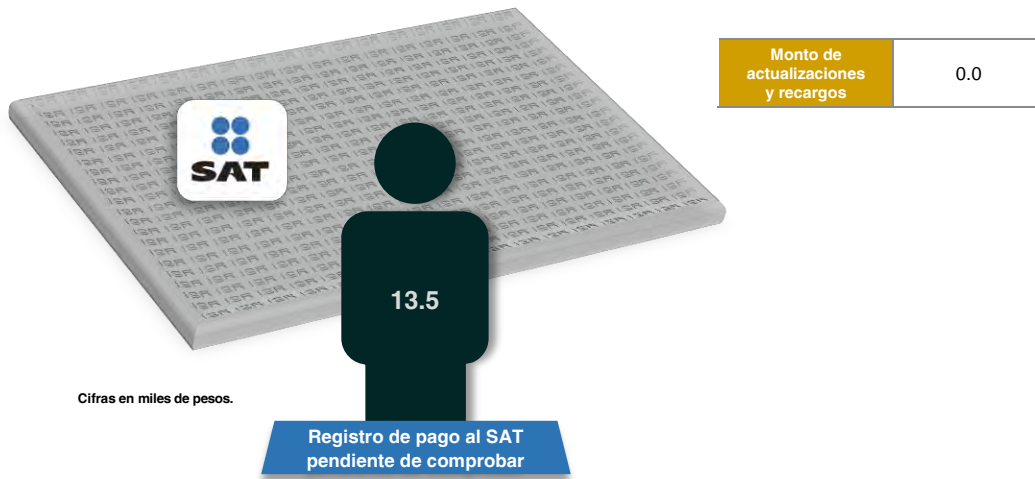 Monto de
actualizaciones
y recargos
0.0
SAT
13.5
Cifras en miles de pesos.
Registro de pago al SAT
pendiente de comprobar